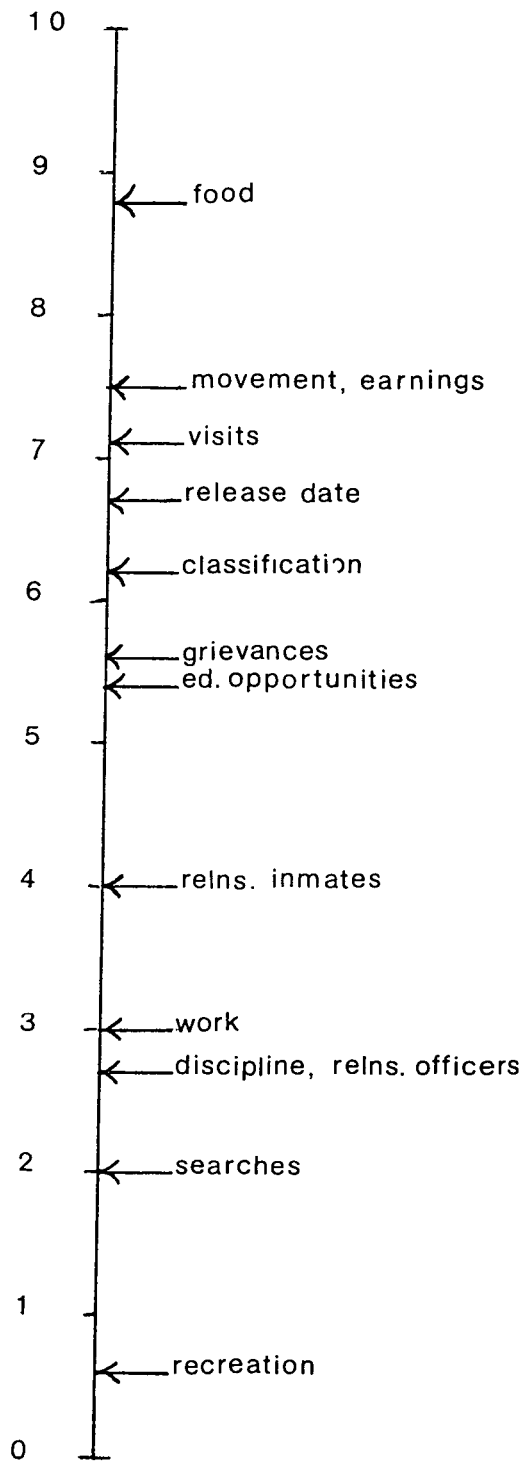 10
9
food
8
movement, earnings
visits
7
release date
classification
6
grievances
ed. opportunities
5
4
relns. inmates
3
work
discipline, relns. officers
2
searches
1
recreation
0